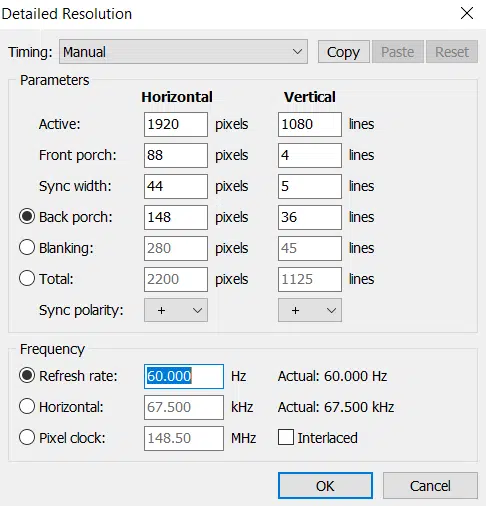 Detailed Resolution
Timing: Manual Copy Paste Reset
Parameters
Horizontal Vertical
Active: 1920 pixels 1080 lines
Front porch: 88 pixels 4 lines
Sync width: 44 pixels 5 lines
Back porch: 148 pixels 36 lines
Blanking: 280 pixels 45 lines
Total: 2200 pixels 1125 lines
Sync polarity: + +
Frequency
Refresh rate: 60.000 Hz Actual: 60.000 Hz
Horizontal: 67.500 kHz Actual: 67.500 kHz
Pixel clock: 148.50 MHz Interlaced
OK Cancel